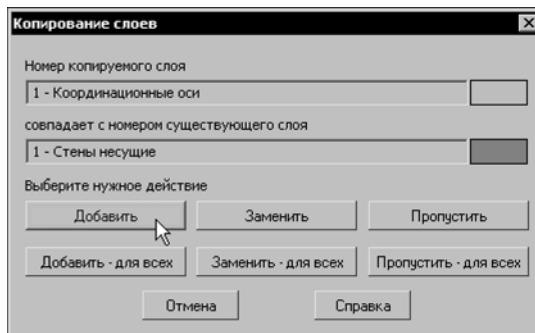 Копирование слоев
Номер копируемого слоя
1 - Координационные оси
совпадает с номером существующего слоя
1 - Стены несущие
Выберите нужное действие
Добавить Заменить Пропустить
Добавить - для всех Заменить - для всех Пропустить - для всех
Отмена Справка